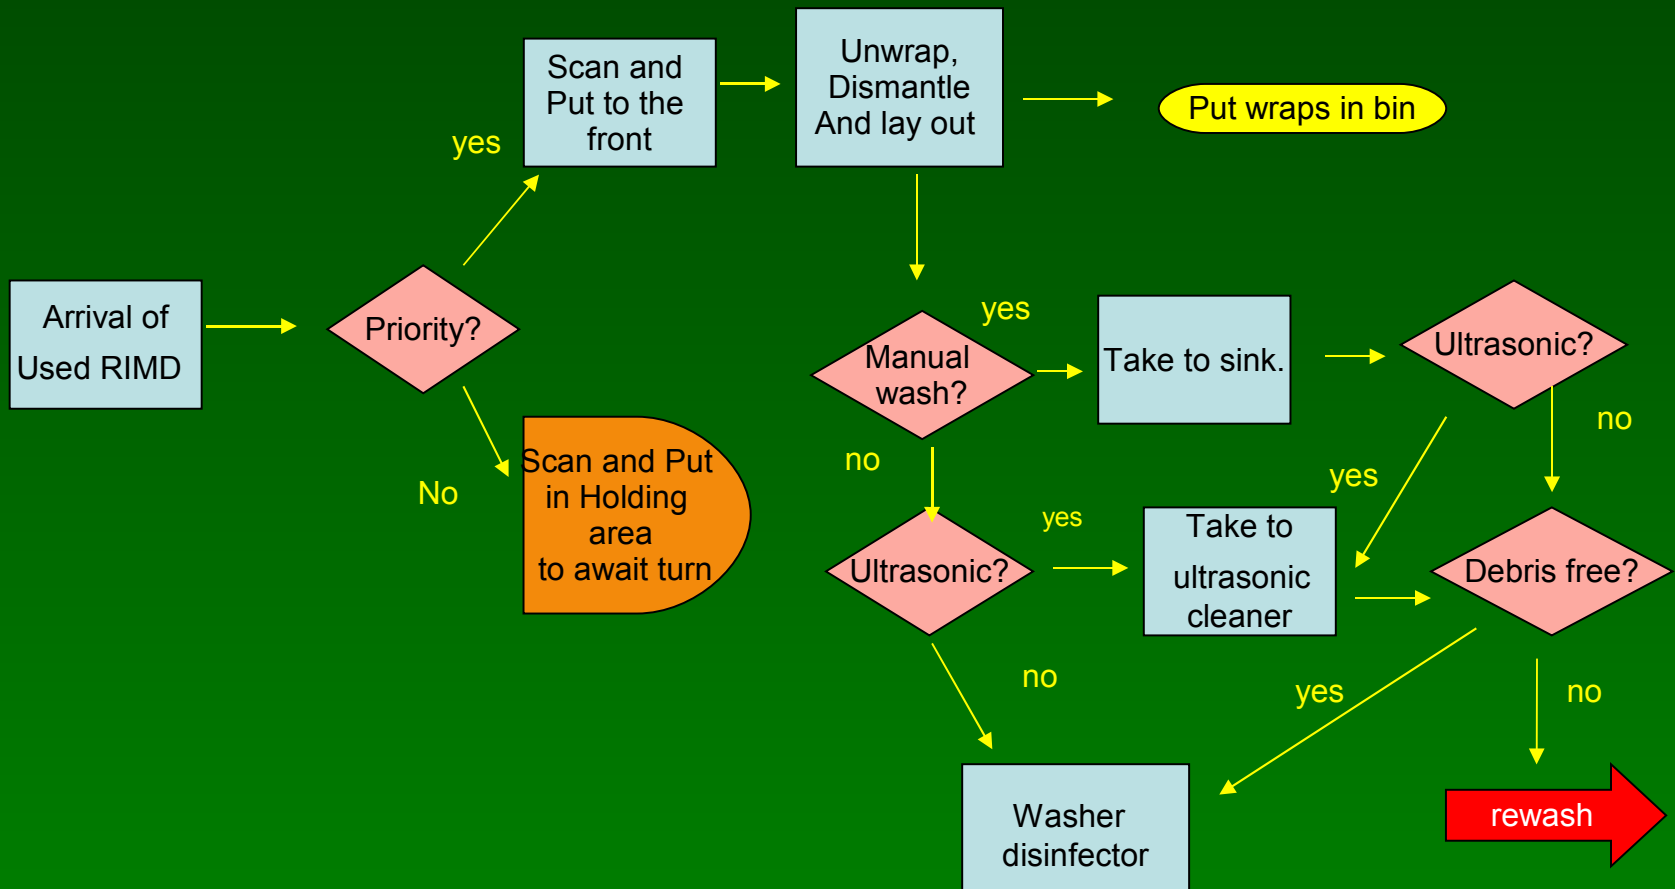 Arrival of
Used RIMD
Priority?
yes
Scan and
Put to the
front
No
Scan and Put
in Holding
area
to await turn
Unwrap,
Dismantle
And lay out
Put wraps in bin
Manual
wash?
yes
Take to sink.
Ultrasonic?
no
yes
no
Ultrasonic?
yes
Take to
ultrasonic
cleaner
Debris free?
no
yes
no
Washer
disinfector
rewash